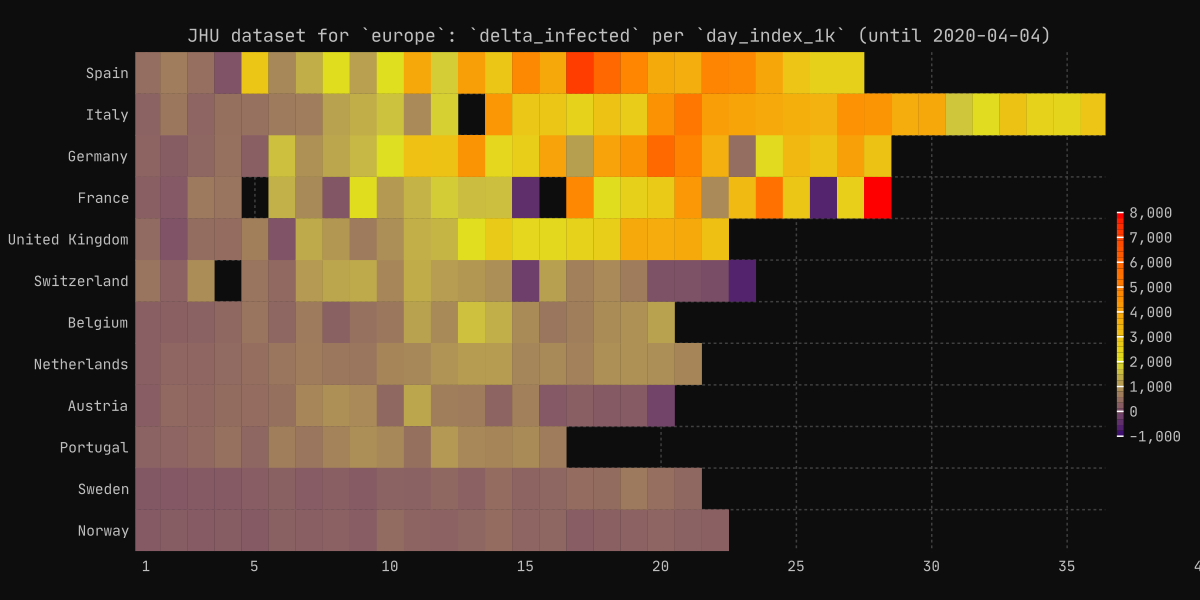 JHU dataset for `europe`: `delta_infected` per `day_index_1k` (until 2020-04-04)
Spain
Italy
Germany
France
United Kingdom
Switzerland
Belgium
Netherlands
Austria
Portugal
Sweden
Norway
8,000
7,000
6,000
5,000
4,000
3,000
2,000
1,000
0
-1,000
1 5 10 15 20 25 30 35